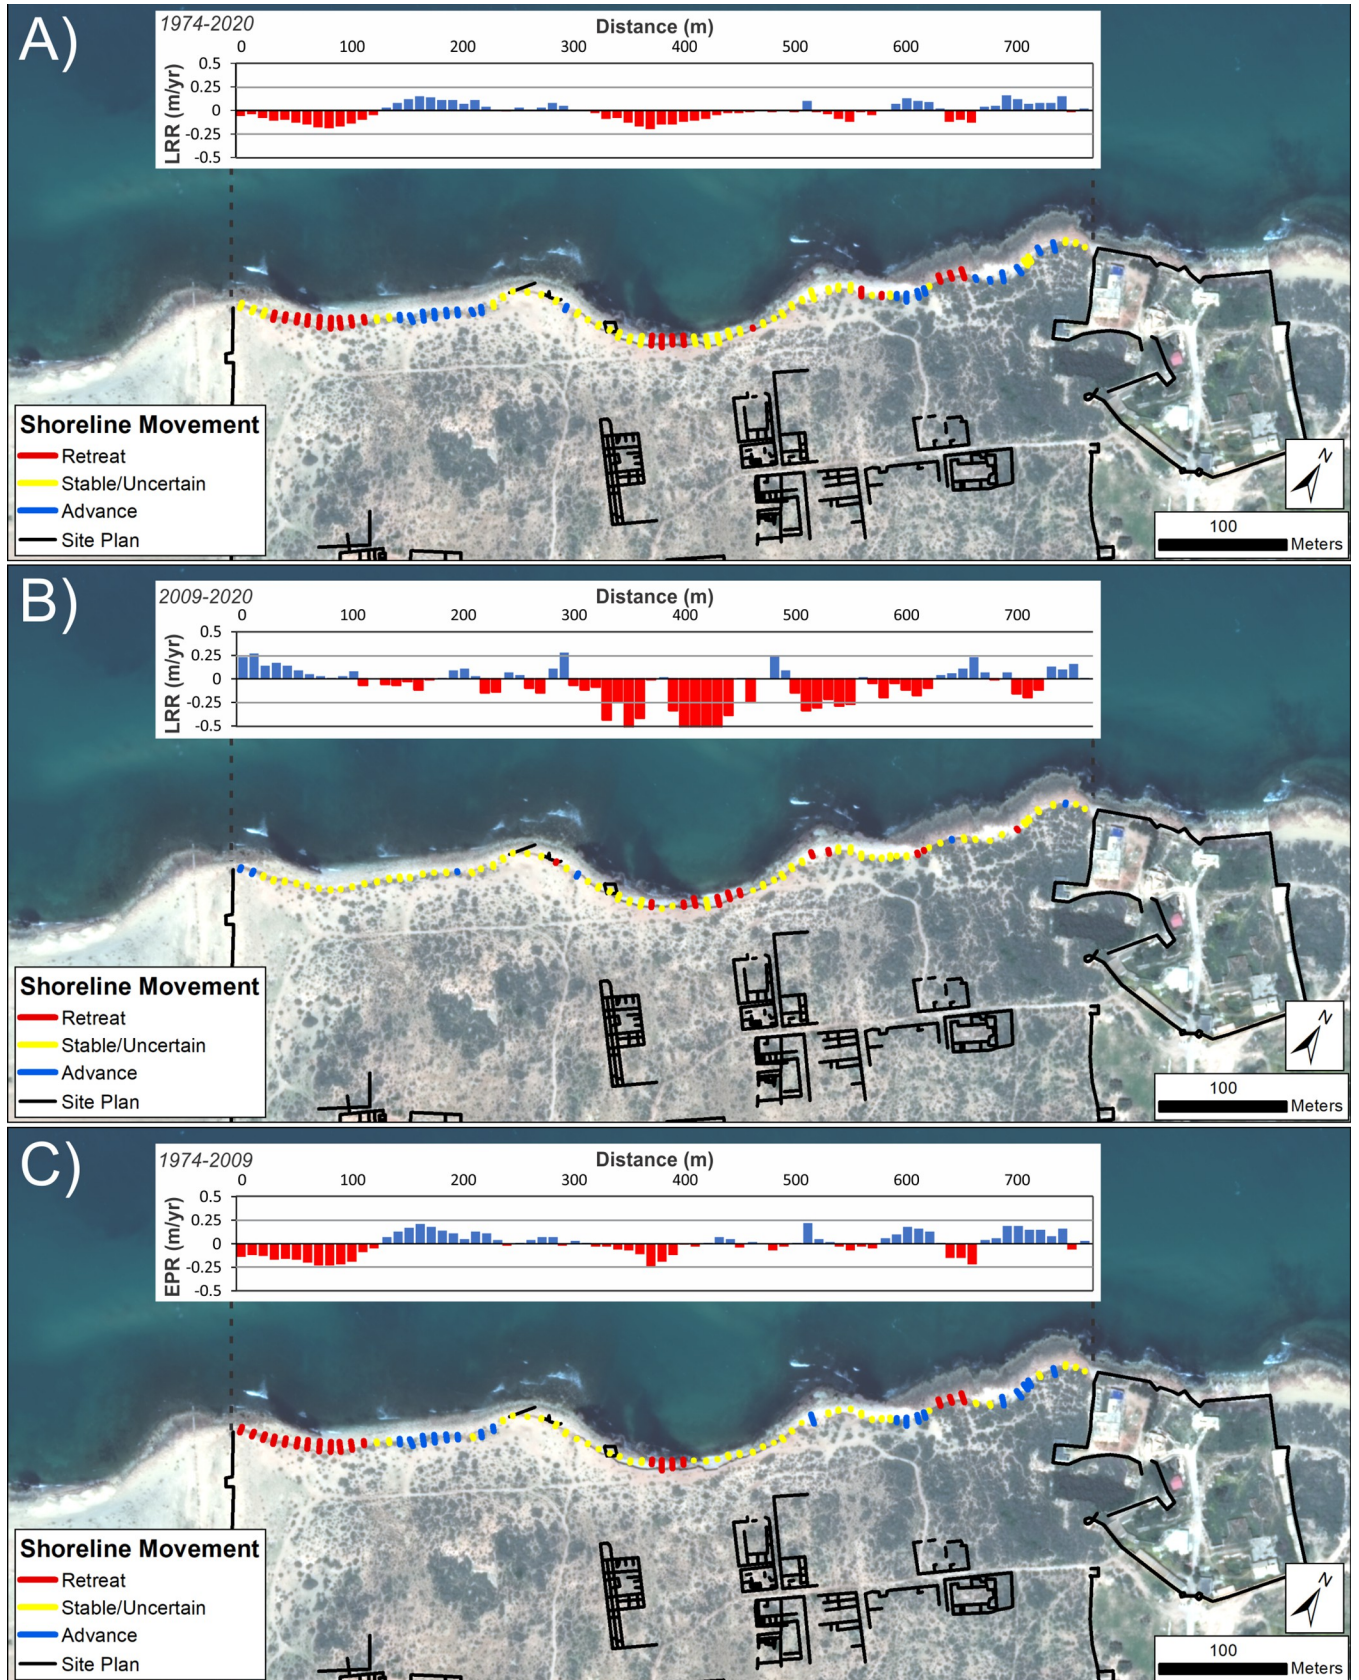 A)
1974-2020
Distance (m)
0 100 200 300 400 500 600 700
LRR (m/yr)
0.5
0.25
0
-0.25
-0.5
Shoreline Movement
Retreat
Stable/Uncertain
Advance
Site Plan
N
100
Meters
B)
2009-2020
Distance (m)
0 100 200 300 400 500 600 700
LRR (m/yr)
0.5
0.25
0
-0.25
-0.5
Shoreline Movement
Retreat
Stable/Uncertain
Advance
Site Plan
N
100
Meters
C)
1974-2009
Distance (m)
0 100 200 300 400 500 600 700
EPR (m/yr)
0.5
0.25
0
-0.25
-0.5
Shoreline Movement
Retreat
Stable/Uncertain
Advance
Site Plan
N
100
Meters